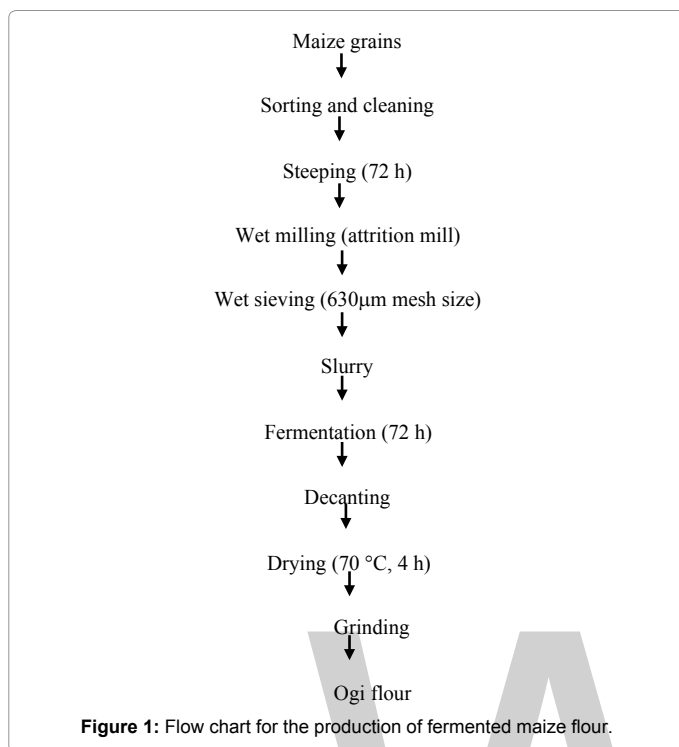 Maize grains
Sorting and cleaning
Steeping (72 h)
Wet milling (attrition mill)
Wet sieving (630μm mesh size)
Slurry
Fermentation (72 h)
Decanting
Drying (70 °C, 4 h)
Grinding
Ogi flour
Figure 1: Flow chart for the production of fermented maize flour.